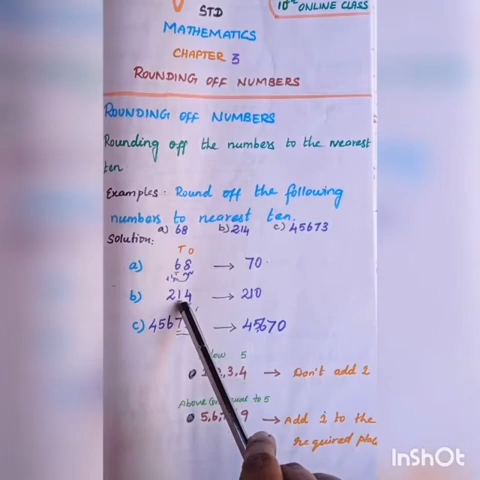 V STD
10th ONLINE CLASS
MATHEMATICS
CHAPTER 3
ROUNDING OFF NUMBERS
ROUNDING OFF NUMBERS
Rounding off the numbers to the nearest
ten
Examples: Round off the following
numbers to nearest ten.
a) 68 b) 214 c) 45673
Solution:
T O
a) 68 → 70
b) 214 → 210
c) 4567 → 45670
5
3, 4 → Don't add 1
Above equal to 5
5, 6, 9 → Add 1 to the
required place
InShOt